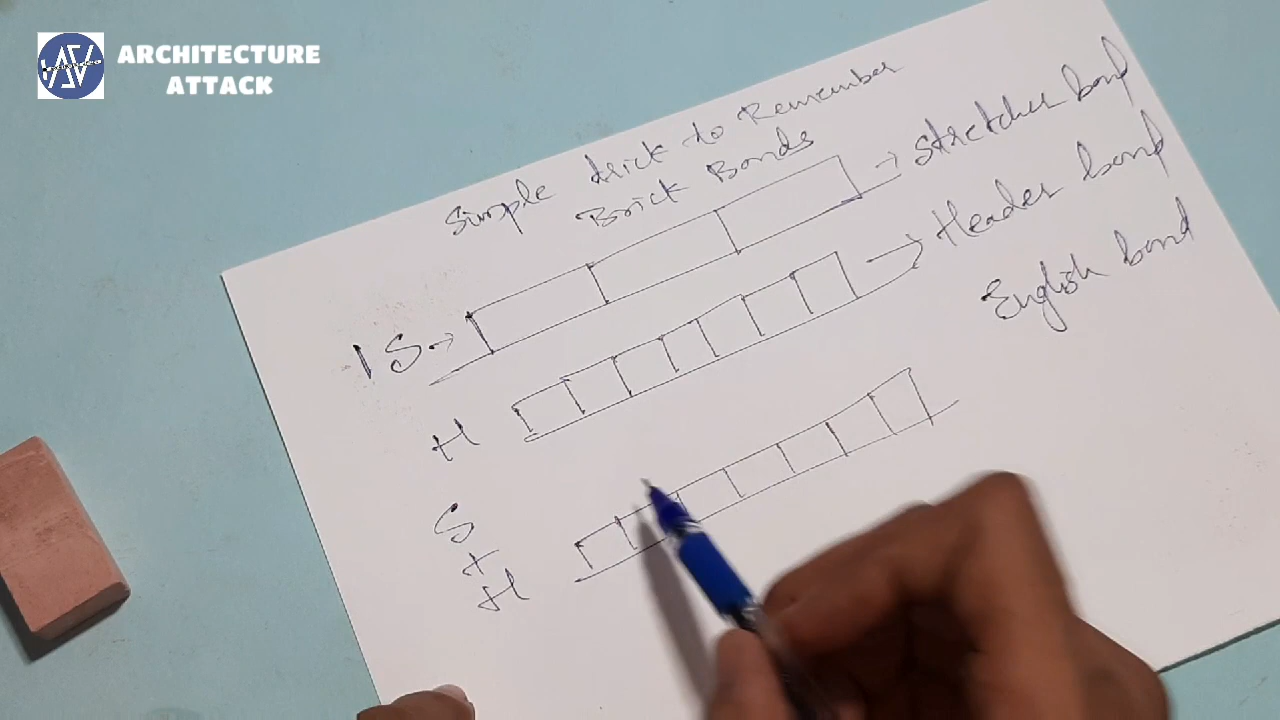 ARCHITECTURE
ATTACK
Simple trick to Remember
Brick Bonds
1 S → → Stretcher bond
H → Header bond
English bond
S
+
H